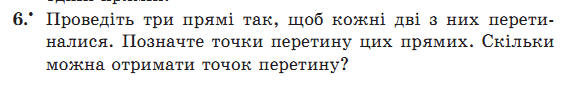 6.• Проведіть три прямі так, щоб кожні дві з них перети-
налися. Позначте точки перетину цих прямих. Скільки
можна отримати точок перетину?